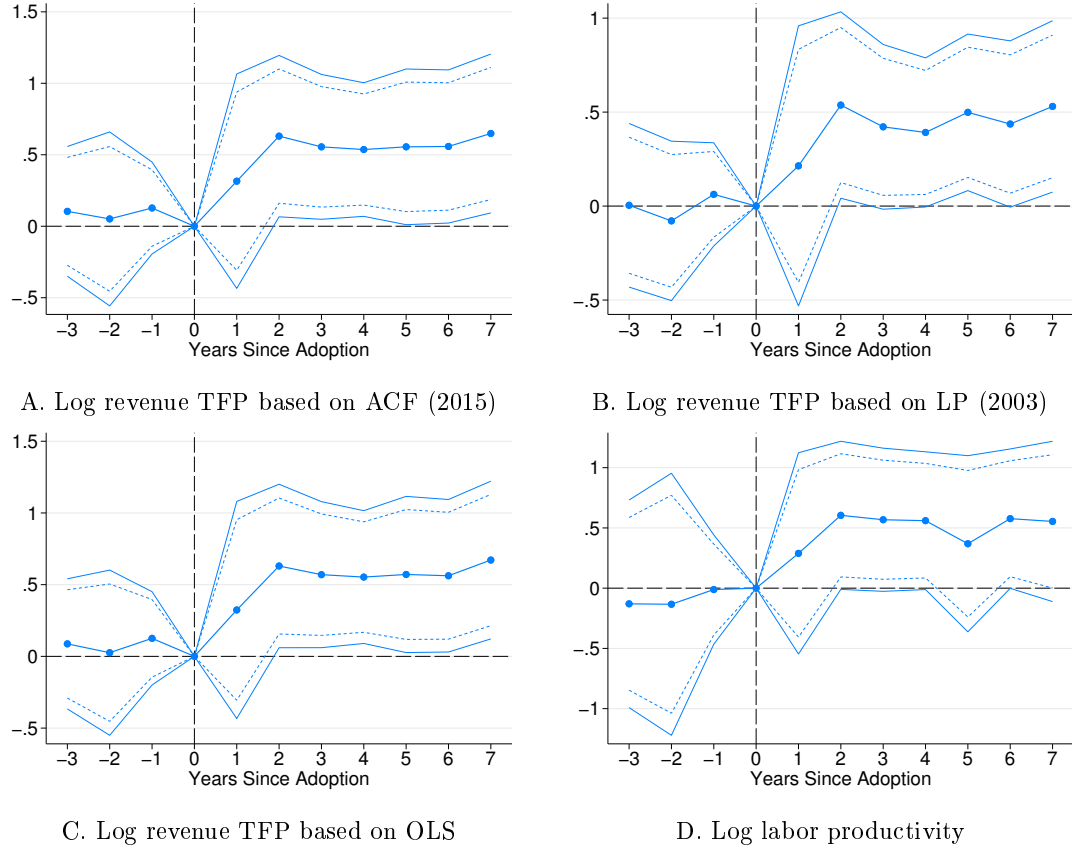 1.5
1
.5
0
−.5
−3 −2 −1 0 1 2 3 4 5 6 7
Years Since Adoption
A. Log revenue TFP based on ACF (2015)
1
.5
0
−.5
−3 −2 −1 0 1 2 3 4 5 6 7
Years Since Adoption
B. Log revenue TFP based on LP (2003)
1.5
1
.5
0
−.5
−3 −2 −1 0 1 2 3 4 5 6 7
Years Since Adoption
C. Log revenue TFP based on OLS
1
.5
0
−.5
−1
−3 −2 −1 0 1 2 3 4 5 6 7
Years Since Adoption
D. Log labor productivity